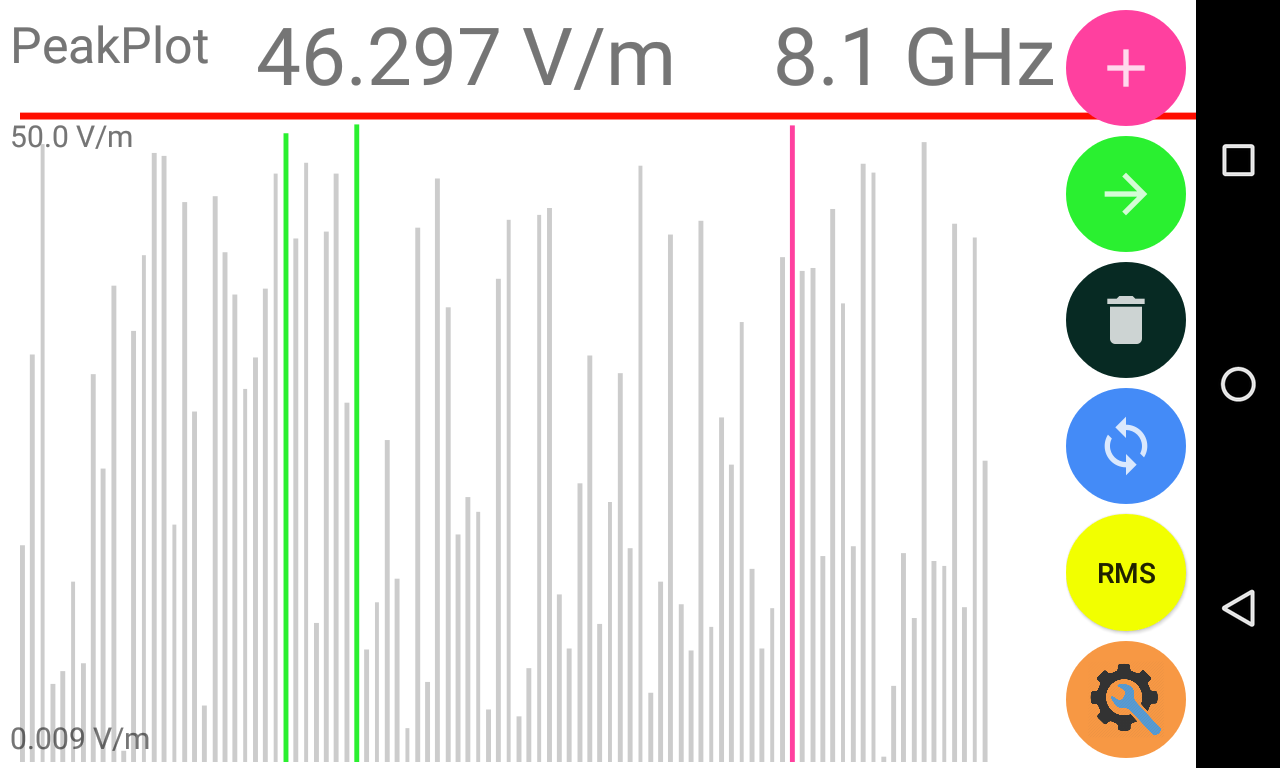 PeakPlot 46.297 V/m 8.1 GHz
50.0 V/m
0.009 V/m
RMS